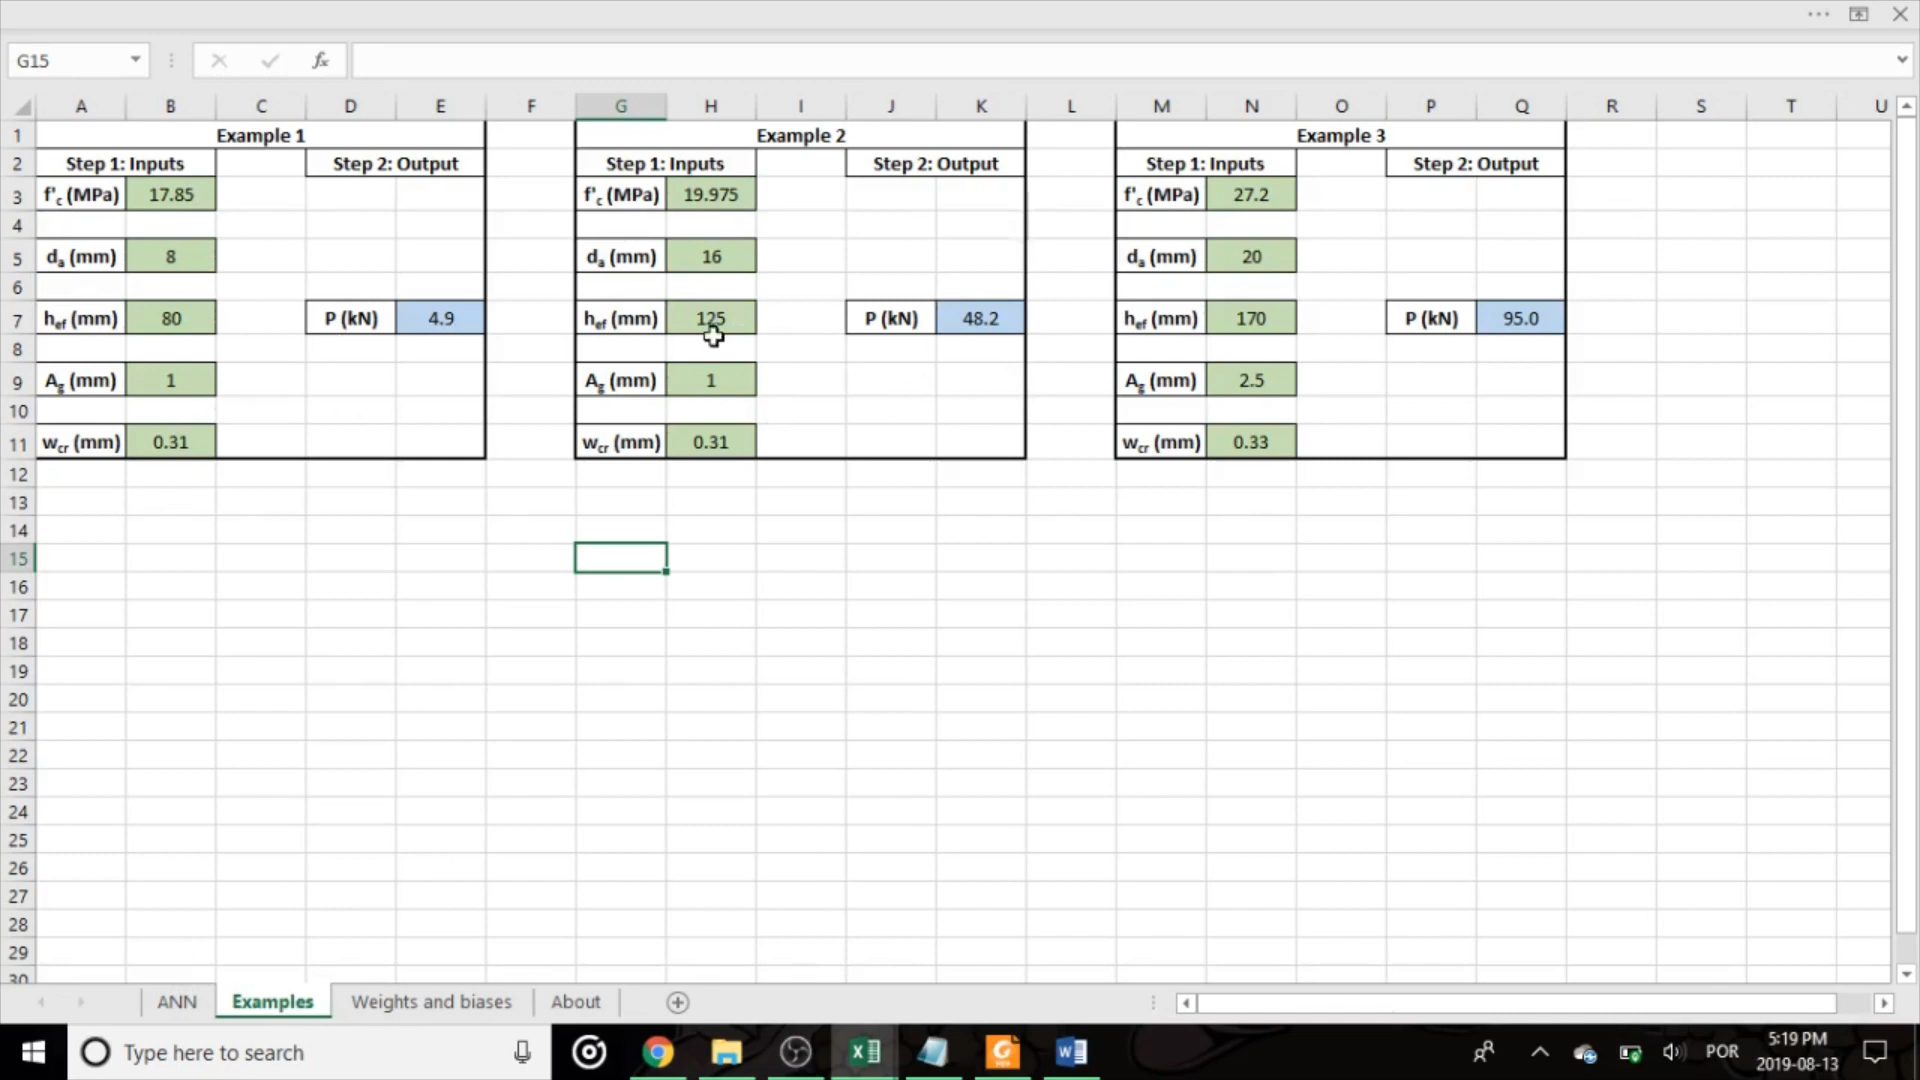 G15
fx
A B C D E F G H I J K L M N O P Q R S T U
1 Example 1 Example 2 Example 3
2 Step 1: Inputs Step 2: Output Step 1: Inputs Step 2: Output Step 1: Inputs Step 2: Output
3 f'c (MPa) 17.85 f'c (MPa) 19.975 f'c (MPa) 27.2
4
5 da (mm) 8 da (mm) 16 da (mm) 20
6
7 hef (mm) 80 P (kN) 4.9 hef (mm) 125 P (kN) 48.2 hef (mm) 170 P (kN) 95.0
8
9 Ag (mm) 1 Ag (mm) 1 Ag (mm) 2.5
10
11 wcr (mm) 0.31 wcr (mm) 0.31 wcr (mm) 0.33
12
13
14
15
16
17
18
19
20
21
22
23
24
25
26
27
28
29
30
ANN Examples Weights and biases About
Type here to search POR 5:19 PM
2019-08-13